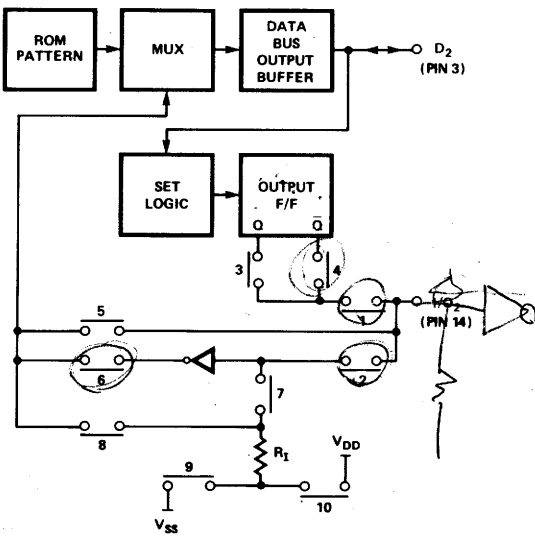 ROM
PATTERN
MUX
DATA
BUS
OUTPUT
BUFFER
D2
(PIN 3)
SET
LOGIC
OUTPUT
F/F
Q
Q̅
3
4
1
(PIN 14)
5
6
7
2
8
RI
9
VDD
10
VSS